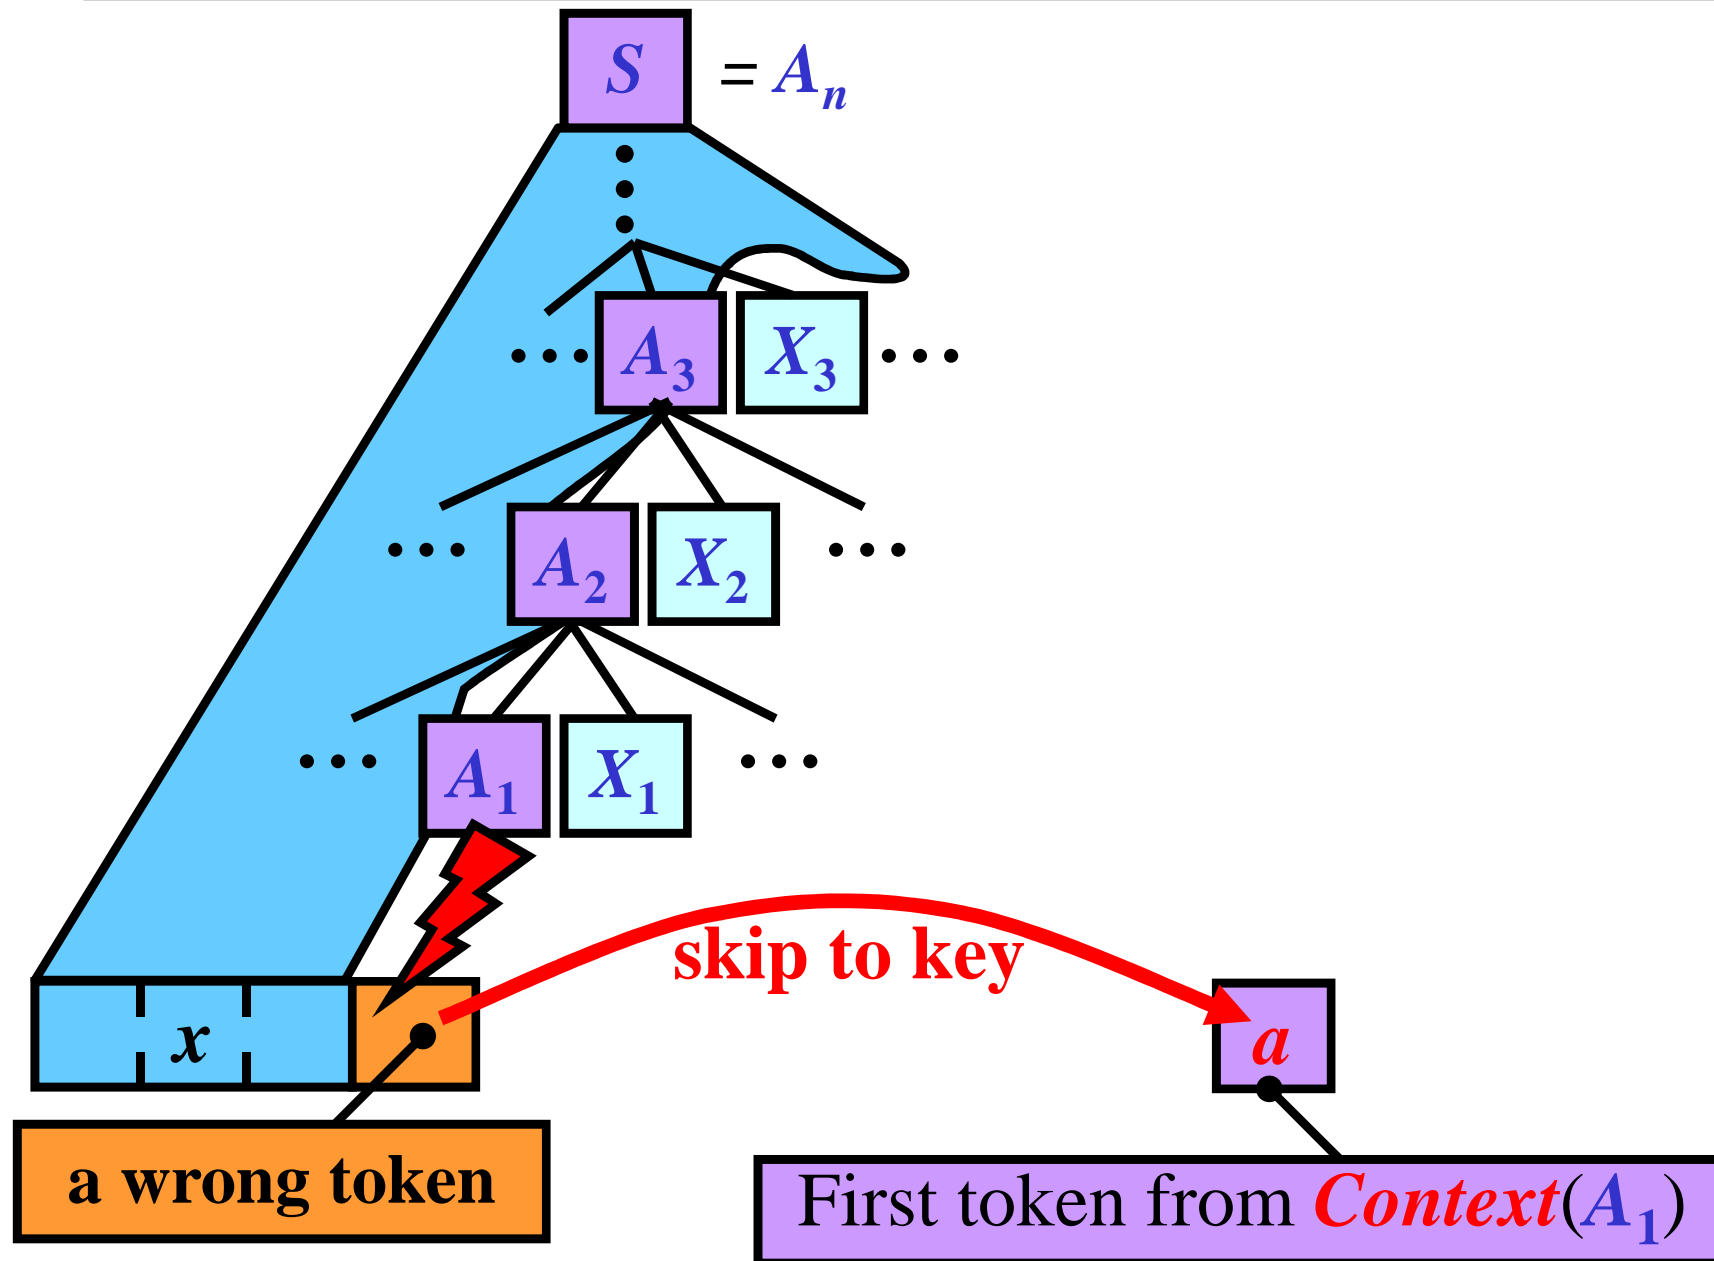 S = Aₙ
••• A₃ X₃ •••
••• A₂ X₂ •••
••• A₁ X₁ •••
skip to key
x a
a wrong token
First token from Context(A₁)